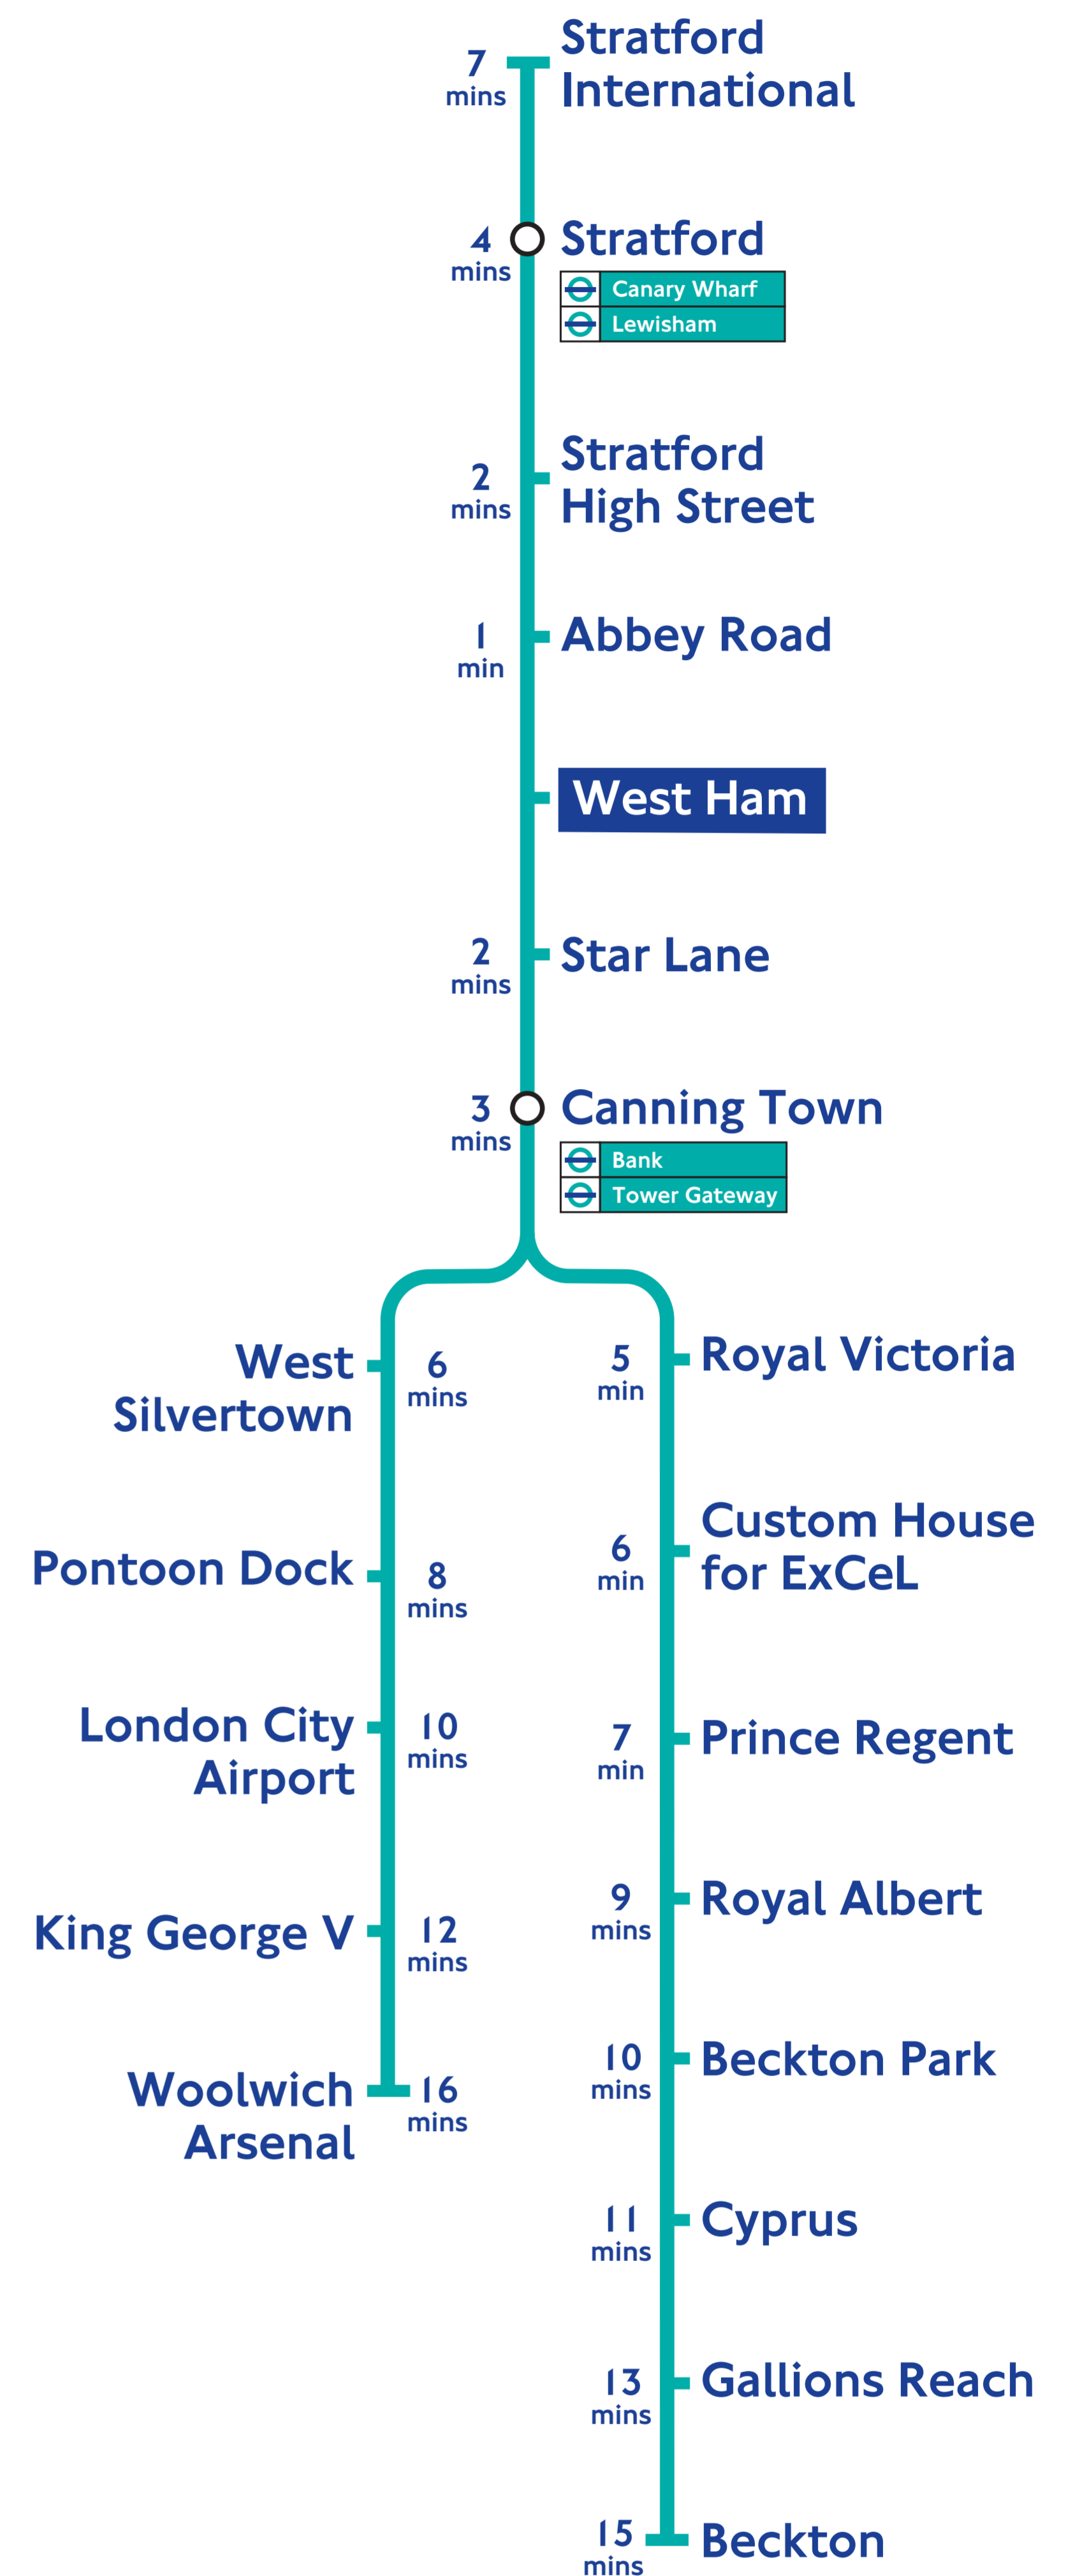 7
mins
Stratford
International
4
mins
Stratford
Canary Wharf
Lewisham
2
mins
Stratford
High Street
1
min
Abbey Road
West Ham
2
mins
Star Lane
3
mins
Canning Town
Bank
Tower Gateway
West
Silvertown
6
mins
Pontoon Dock
8
mins
London City
Airport
10
mins
King George V
12
mins
Woolwich
Arsenal
16
mins
5
min
Royal Victoria
6
min
Custom House
for ExCeL
7
min
Prince Regent
9
mins
Royal Albert
10
mins
Beckton Park
11
mins
Cyprus
13
mins
Gallions Reach
15
mins
Beckton